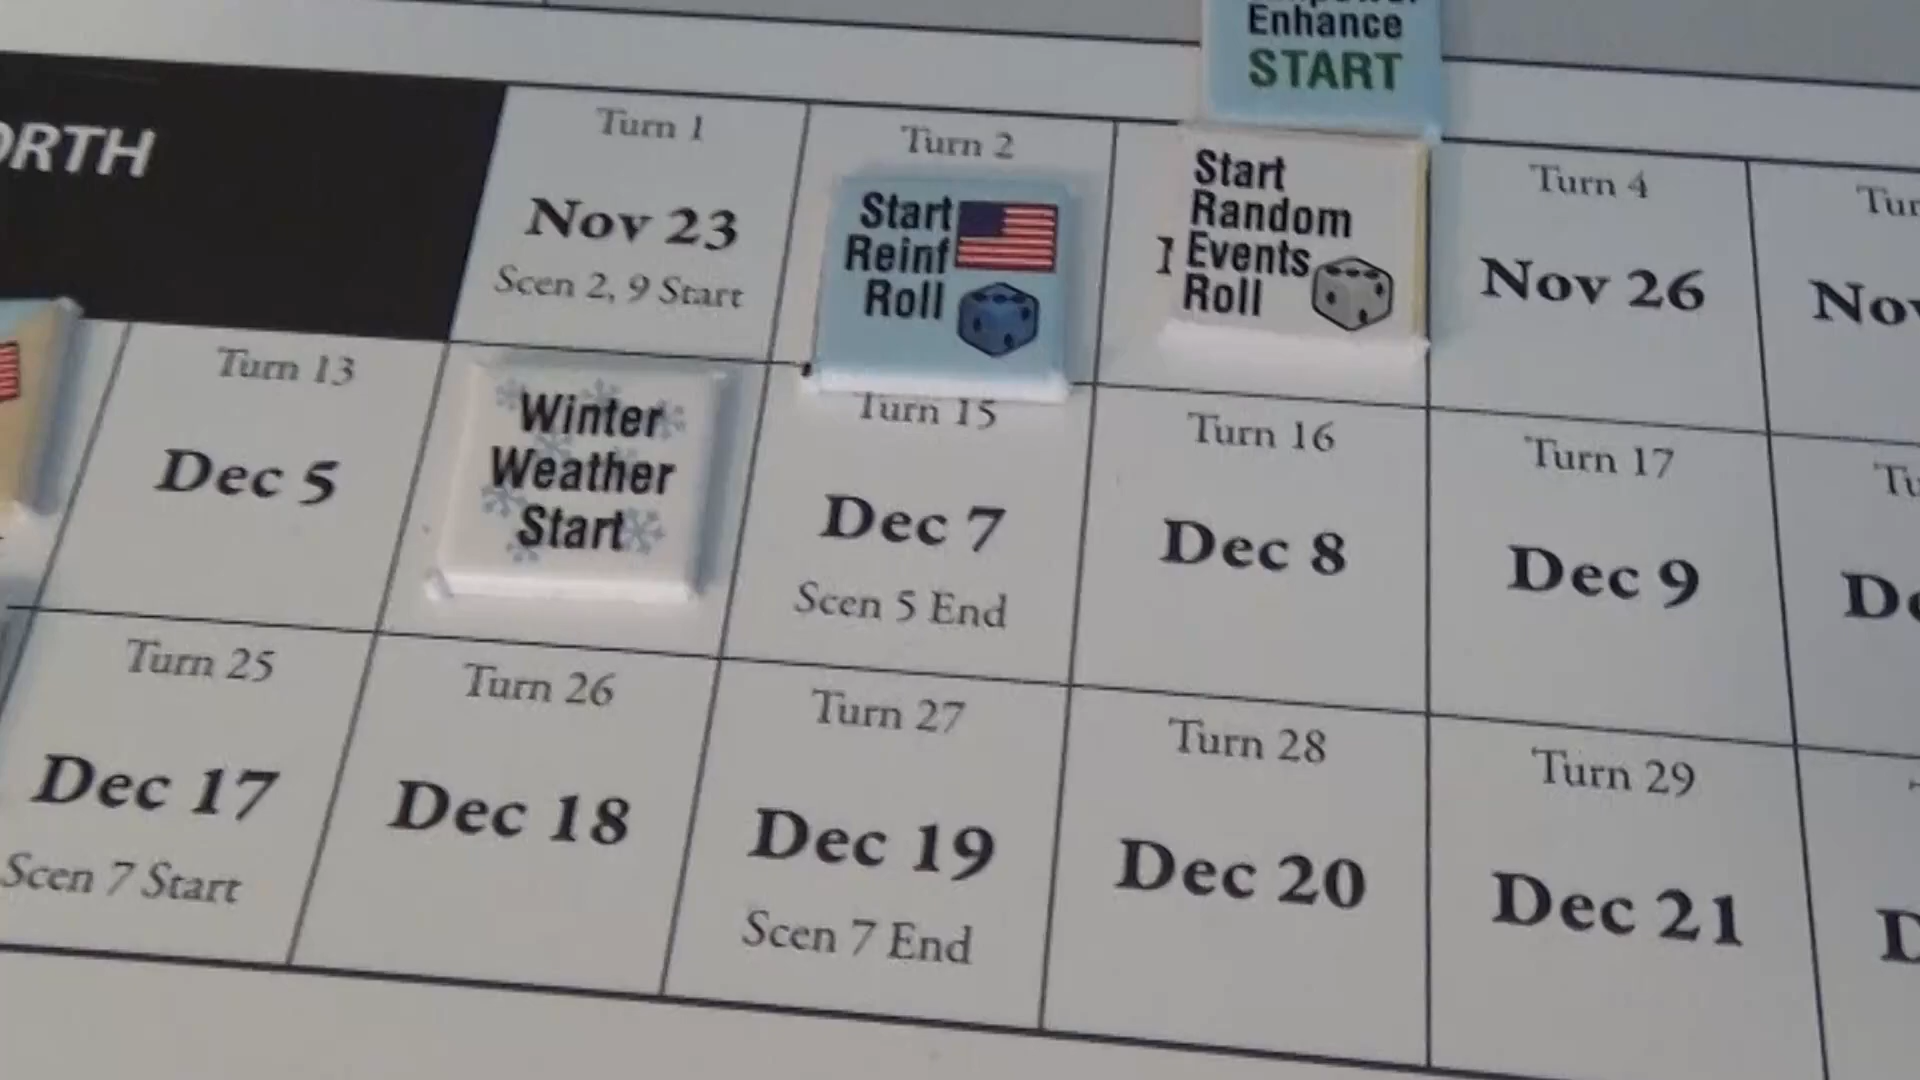 Enhance
START
ORTH
Turn 1
Nov 23
Scen 2, 9 Start
Turn 2
Start
Reinf
Roll
Start
Random
Events
Roll
Turn 4
Nov 26
Turn 13
Dec 5
Winter
Weather
Start
Turn 15
Dec 7
Scen 5 End
Turn 16
Dec 8
Turn 17
Dec 9
Turn 25
Dec 17
Scen 7 Start
Turn 26
Dec 18
Turn 27
Dec 19
Scen 7 End
Turn 28
Dec 20
Turn 29
Dec 21